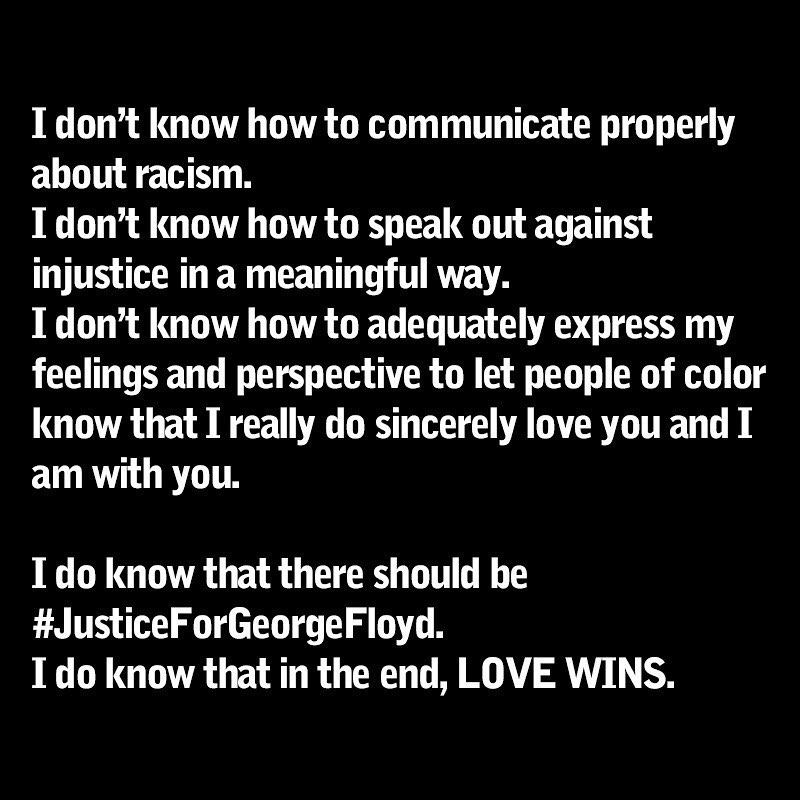 I don’t know how to communicate properly
about racism.
I don’t know how to speak out against
injustice in a meaningful way.
I don’t know how to adequately express my
feelings and perspective to let people of color
know that I really do sincerely love you and I
am with you.
I do know that there should be
#JusticeForGeorgeFloyd.
I do know that in the end, LOVE WINS.